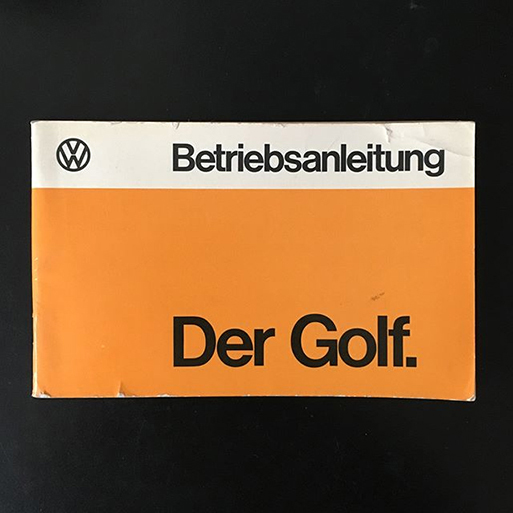 VW
Betriebsanleitung
Der Golf.